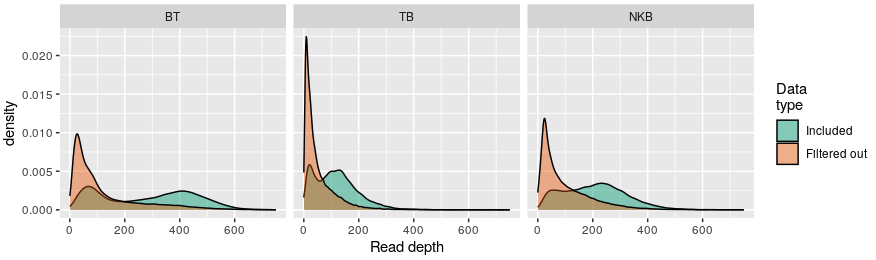 BT TB NKB
0.020
0.015
0.010
0.005
0.000
density
0 200 400 600 0 200 400 600 0 200 400 600
Read depth
Data
type
Included
Filtered out